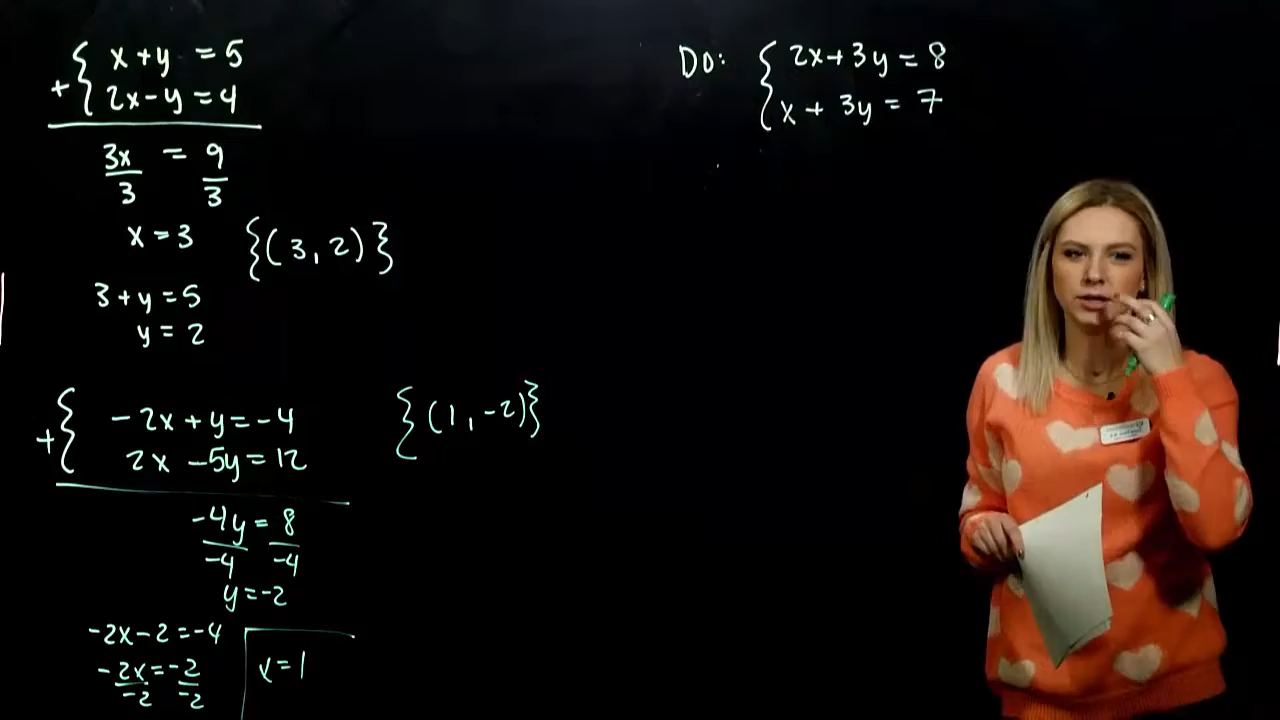 x + y = 5
+ { 2x - y = 4
3x/3 = 9/3
x = 3
{(3, 2)}
3 + y = 5
y = 2
+ { -2x + y = -4
2x - 5y = 12
{(1, -2)}
-4y/-4 = 8/-4
y = -2
-2x - 2 = -4
-2x/-2 = -2/-2
x = 1
Do: { 2x + 3y = 8
x + 3y = 7